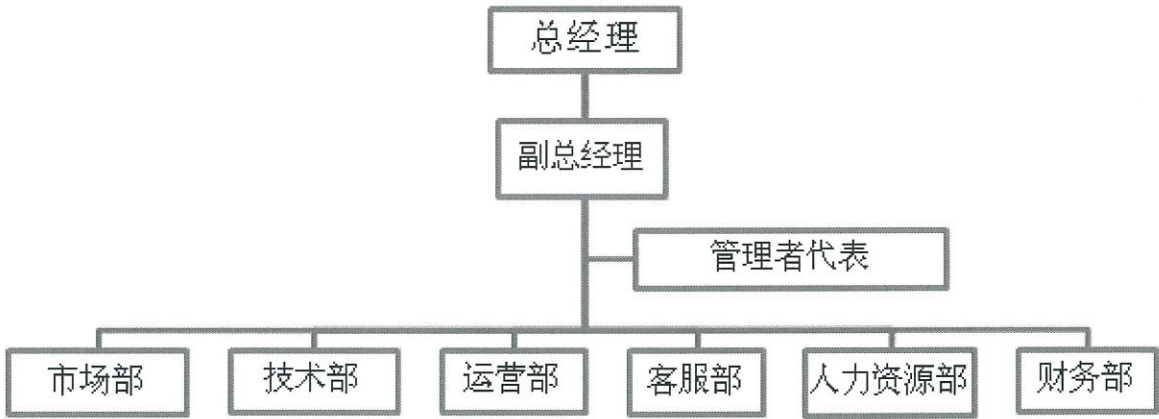 总经理
副总经理
管理者代表
市场部
技术部
运营部
客服部
人力资源部
财务部